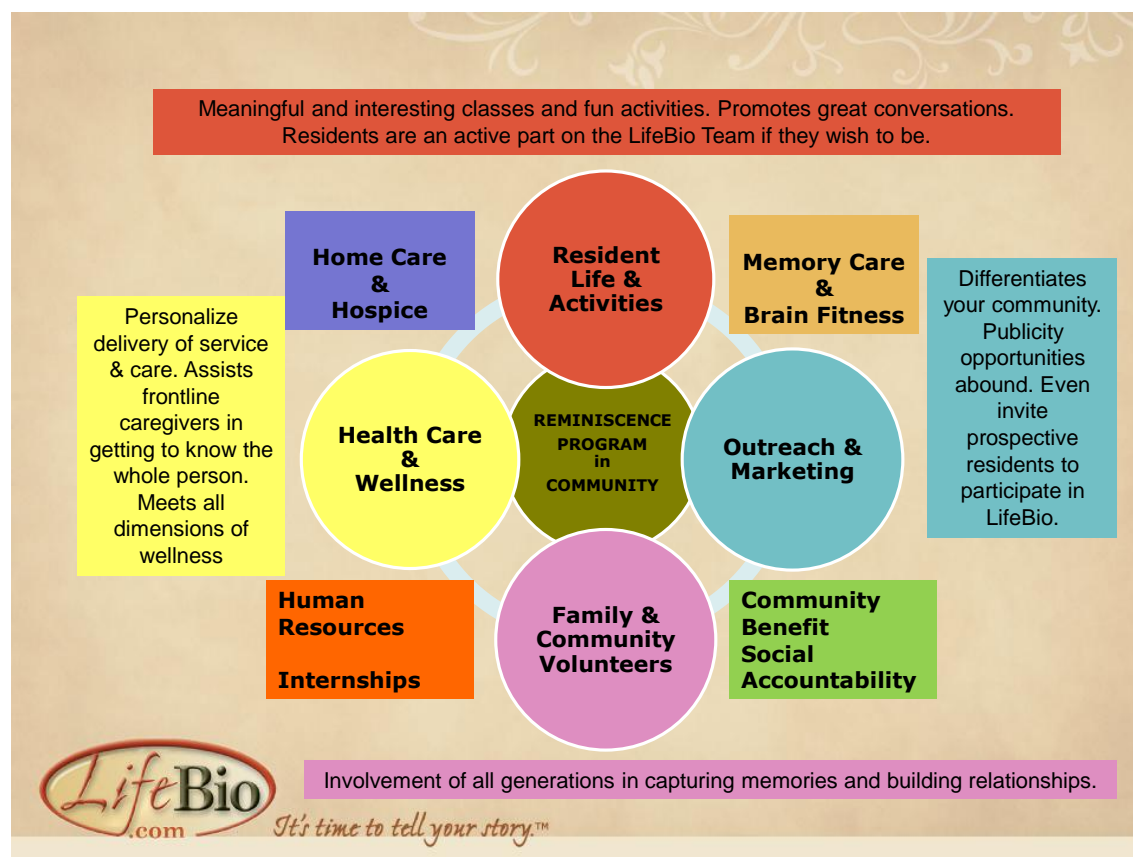 Meaningful and interesting classes and fun activities. Promotes great conversations.
Residents are an active part on the LifeBio Team if they wish to be.
Home Care
&
Hospice
Resident
Life &
Activities
Memory Care
&
Brain Fitness
Personalize
delivery of service
& care. Assists
frontline
caregivers in
getting to know the
whole person.
Meets all
dimensions of
wellness
Health Care
&
Wellness
REMINISCENCE
PROGRAM
in
COMMUNITY
Outreach &
Marketing
Differentiates
your community.
Publicity
opportunities
abound. Even
invite
prospective
residents to
participate in
LifeBio.
Human
Resources
Internships
Family &
Community
Volunteers
Community
Benefit
Social
Accountability
Involvement of all generations in capturing memories and building relationships.
LifeBio
.com
It's time to tell your story.™